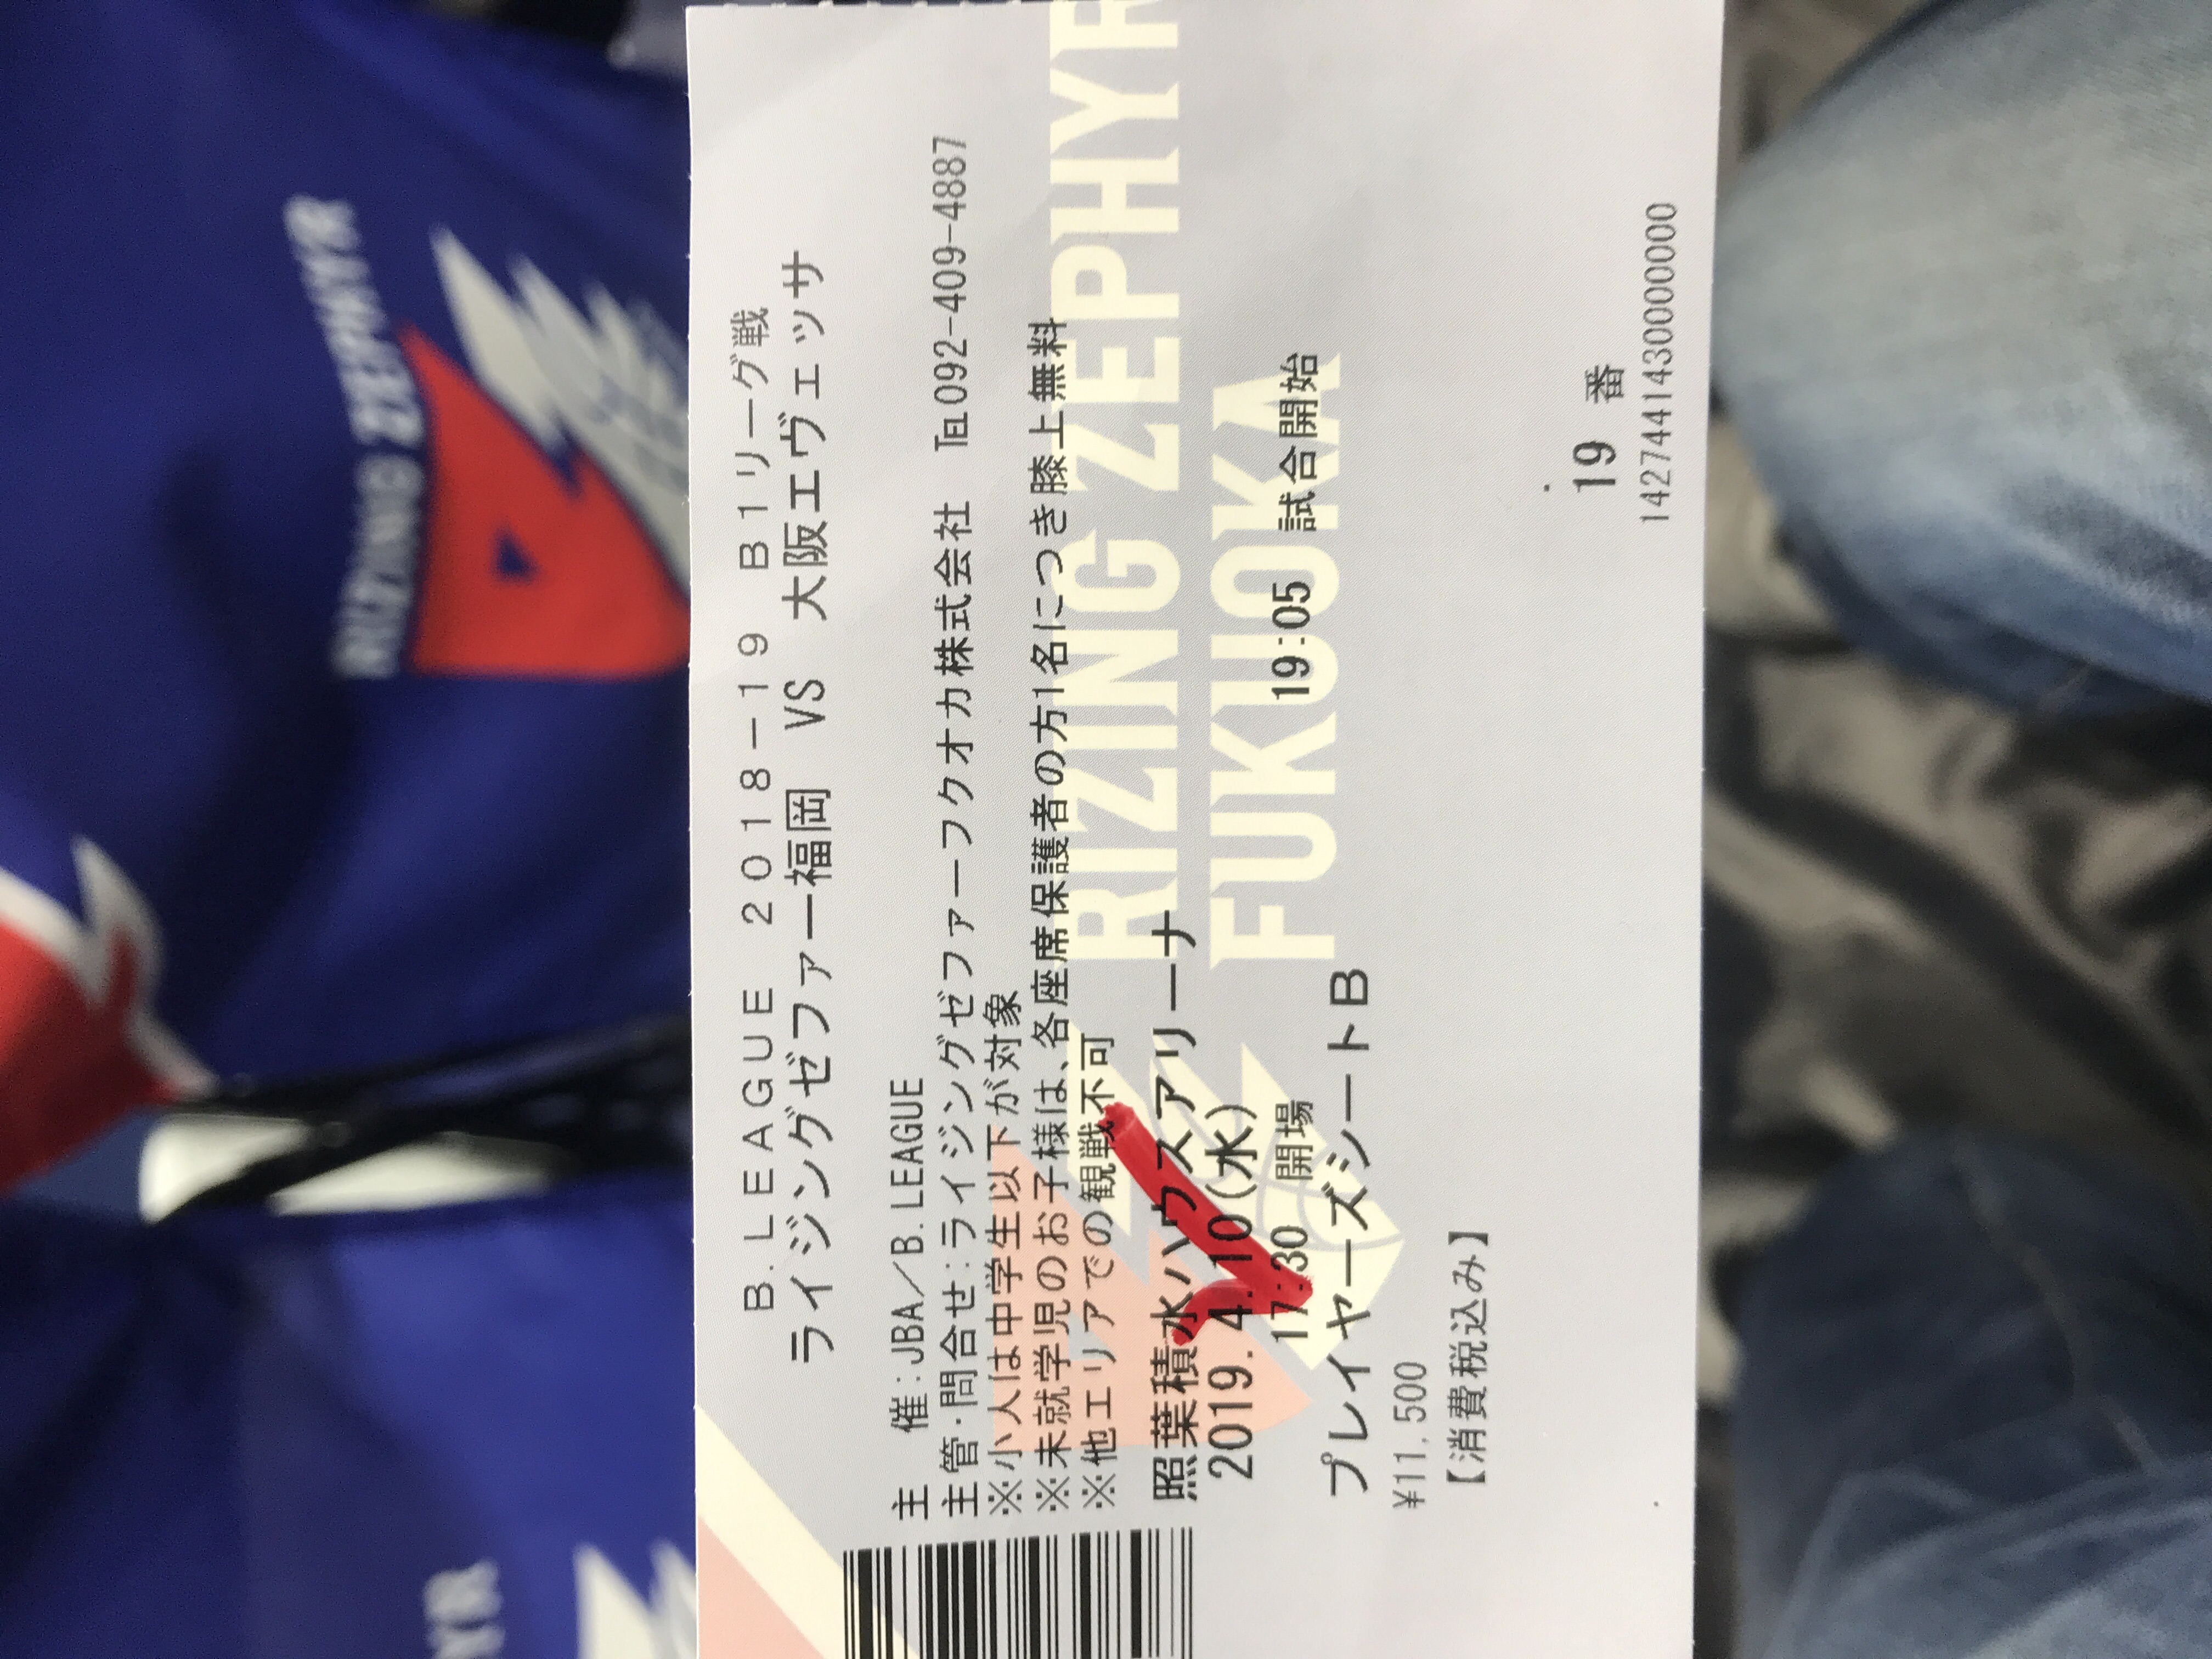 B.LEAGUE 2018-19 B1リーグ戦
ライジングゼファー福岡 VS 大阪エヴェッサ
主 催:JBA/B.LEAGUE
主管・問合せ:ライジングゼファーフクオカ株式会社 TEL092-409-4887
※小人は中学生以下が対象
※未就学児のお子様は、各座席保護者の方1名につき膝上無料
※他エリアでの観戦不可
照葉積水ハウスアリーナ
2019. 4.10(水)
17:30 開場 19:05 試合開始
プレイヤーズシートB
¥11,500
【消費税込み】
19 番
1427441430000000
RIZING ZEPHYR
FUKUOKA
RIZING ZEPHYR
YR